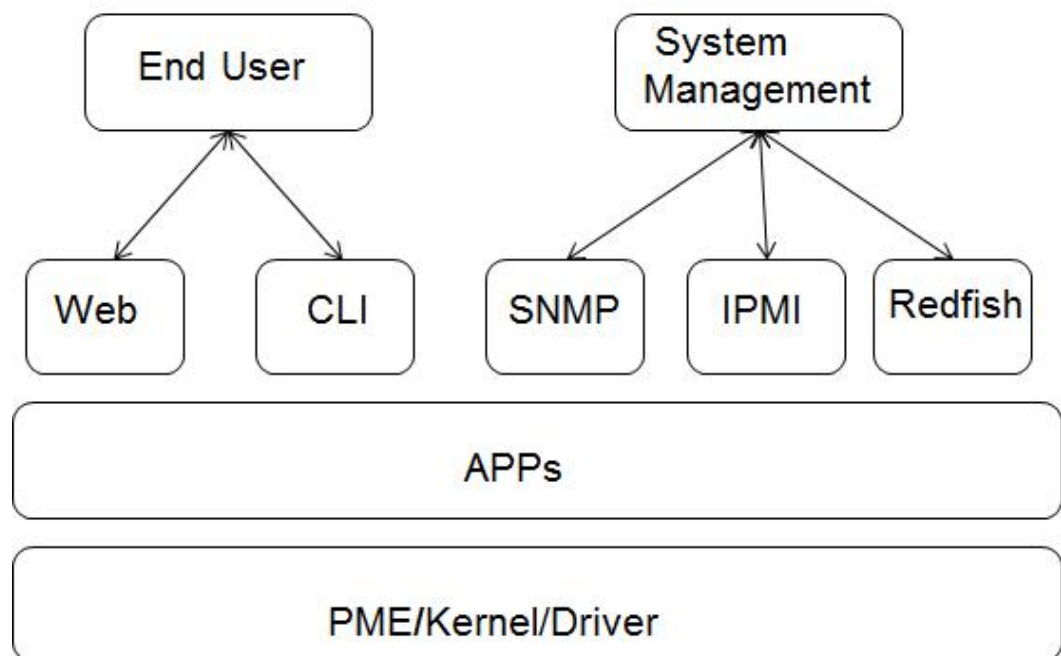 End User
System
Management
Web
CLI
SNMP
IPMI
Redfish
APPs
PME/Kernel/Driver